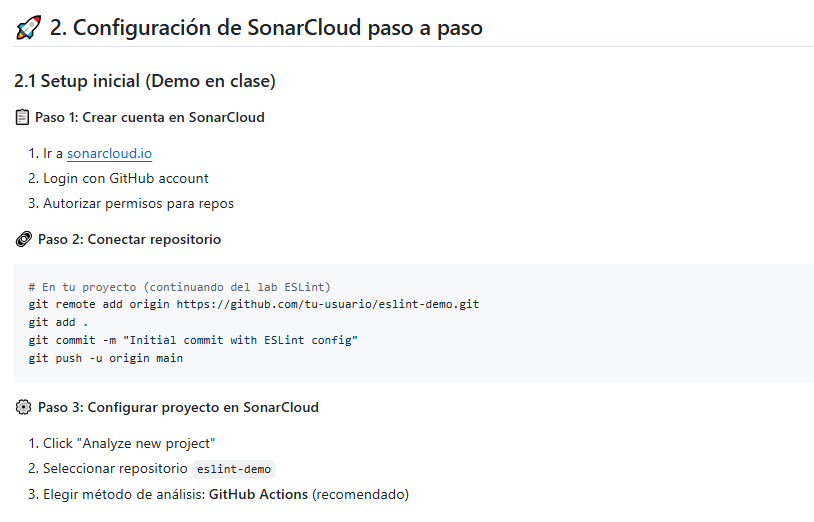 🚀 2. Configuración de SonarCloud paso a paso
2.1 Setup inicial (Demo en clase)
📋 Paso 1: Crear cuenta en SonarCloud
1. Ir a sonarcloud.io
2. Login con GitHub account
3. Autorizar permisos para repos
🔗 Paso 2: Conectar repositorio
# En tu proyecto (continuando del lab ESLint)
git remote add origin https://github.com/tu-usuario/eslint-demo.git
git add .
git commit -m "Initial commit with ESLint config"
git push -u origin main
⚙️ Paso 3: Configurar proyecto en SonarCloud
1. Click "Analyze new project"
2. Seleccionar repositorio eslint-demo
3. Elegir método de análisis: GitHub Actions (recomendado)